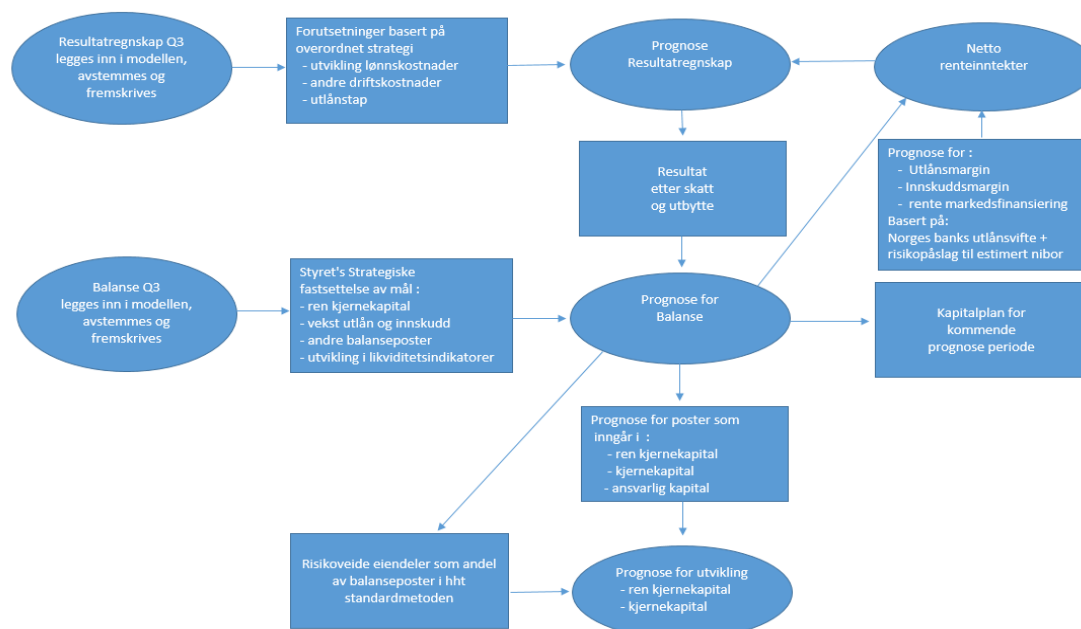 Resultatregnskap Q3
legges inn i modellen,
avstemmes og
fremskrives
Forutsetninger basert på
overordnet strategi
- utvikling lønnskostnader
- andre driftskostnader
- utlånstap
Prognose
Resultatregnskap
Netto
renteinntekter
Resultat
etter skatt
og utbytte
Prognose for :
- Utlånsmargin
- Innskuddsmargin
- rente markedsfinansiering
Basert på:
Norges banks utlånsvifte +
risikopåslag til estimert nibor
Balanse Q3
legges inn i modellen,
avstemmes og
fremskrives
Styret's Strategiske
fastsettelse av mål :
- ren kjernekapital
- vekst utlån og innskudd
- andre balanseposter
- utvikling i likviditetsindikatorer
Prognose for
Balanse
Kapitalplan for
kommende
prognose periode
Prognose for poster som
inngår i :
- ren kjernekapital
- kjernekapital
- ansvarlig kapital
Risikoveide eiendeler som andel
av balanseposter i hht
standardmetoden
Prognose for utvikling
- ren kjernekapital
- kjernekapital